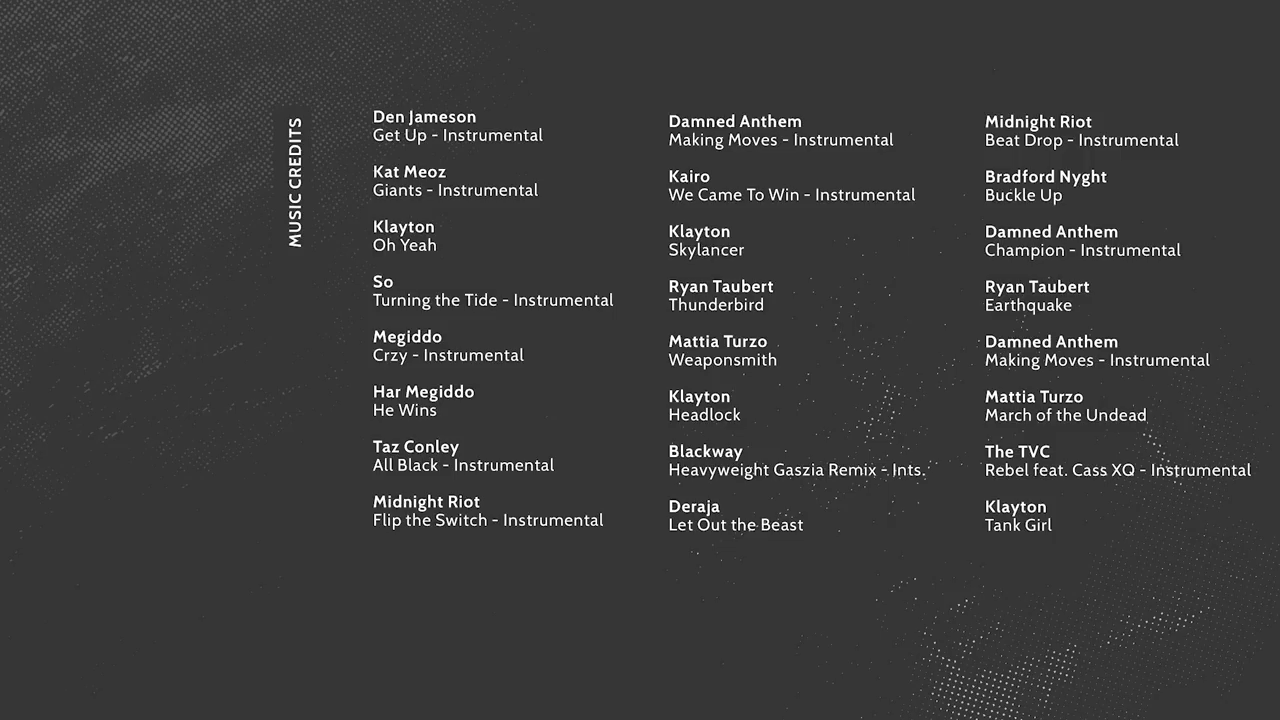 MUSIC CREDITS
Den Jameson
Get Up - Instrumental
Kat Meoz
Giants - Instrumental
Klayton
Oh Yeah
So
Turning the Tide - Instrumental
Megiddo
Crzy - Instrumental
Har Megiddo
He Wins
Taz Conley
All Black - Instrumental
Midnight Riot
Flip the Switch - Instrumental
Damned Anthem
Making Moves - Instrumental
Kairo
We Came To Win - Instrumental
Klayton
Skylancer
Ryan Taubert
Thunderbird
Mattia Turzo
Weaponsmith
Klayton
Headlock
Blackway
Heavyweight Gaszia Remix - Ints.
Deraja
Let Out the Beast
Midnight Riot
Beat Drop - Instrumental
Bradford Nyght
Buckle Up
Damned Anthem
Champion - Instrumental
Ryan Taubert
Earthquake
Damned Anthem
Making Moves - Instrumental
Mattia Turzo
March of the Undead
The TVC
Rebel feat. Cass XQ - Instrumental
Klayton
Tank Girl